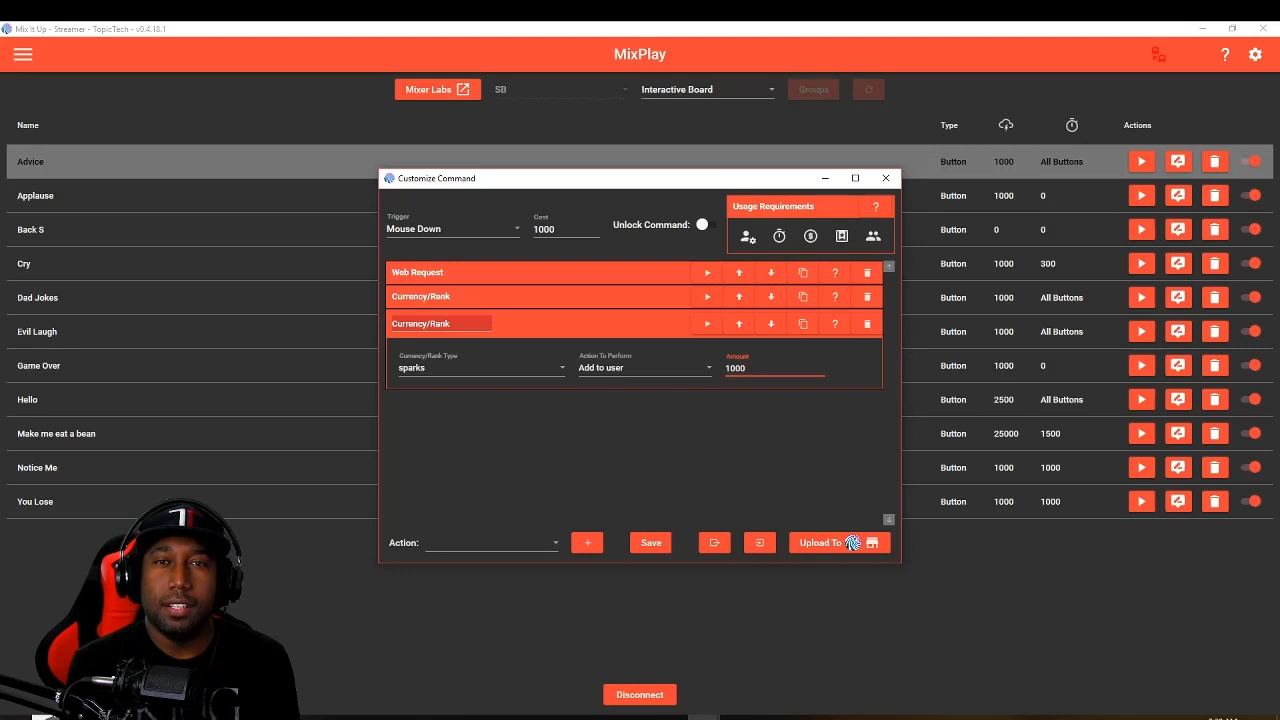 Mix It Up - Streamer - TopicTech - v0.4.18.1
MixPlay
?
Mixer Labs
SB
Interactive Board
Groups
Name
Type
Actions
Advice
Button
1000
All Buttons
Applause
Button
1000
0
Back S
Button
0
0
Cry
Button
1000
300
Dad Jokes
Button
1000
All Buttons
Evil Laugh
Button
1000
All Buttons
Game Over
Button
1000
0
Hello
Button
2500
All Buttons
Make me eat a bean
Button
25000
1500
Notice Me
Button
1000
1000
You Lose
Button
1000
1000
Customize Command
Trigger
Mouse Down
Cost
1000
Unlock Command:
Usage Requirements
?
Web Request
?
Currency/Rank
?
Currency/Rank
?
Currency/Rank Type
sparks
Action To Perform
Add to user
Amount
1000
Action:
+
Save
Upload To
Disconnect